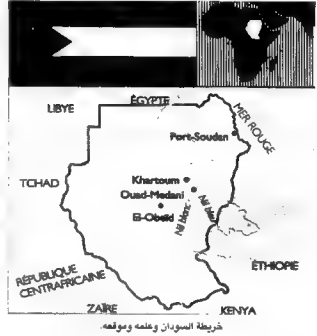 LIBYE
ÉGYPTE
MER ROUGE
Port-Soudan
TCHAD
Khartoum
Ouad-Medani
El-Obeïd
Nil blanc
Nil bleu
ÉTHIOPIE
RÉPUBLIQUE
CENTRAFRICAINE
ZAÏRE
KENYA
خريطة السودان وعلمه وموقعه.